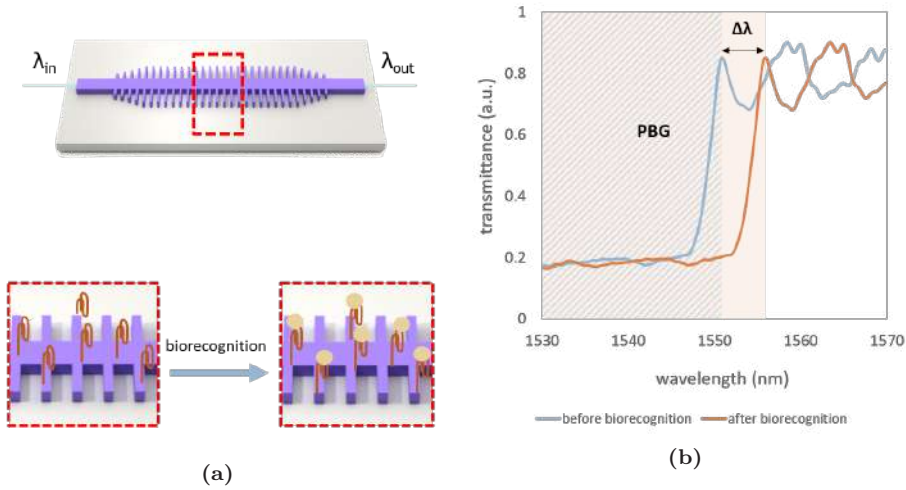 λin
λout
biorecognition
(a)
transmittance (a.u.)
1
0.8
0.6
0.4
0.2
0
Δλ
PBG
1530
1540
1550
1560
1570
wavelength (nm)
before biorecognition
after biorecognition
(b)